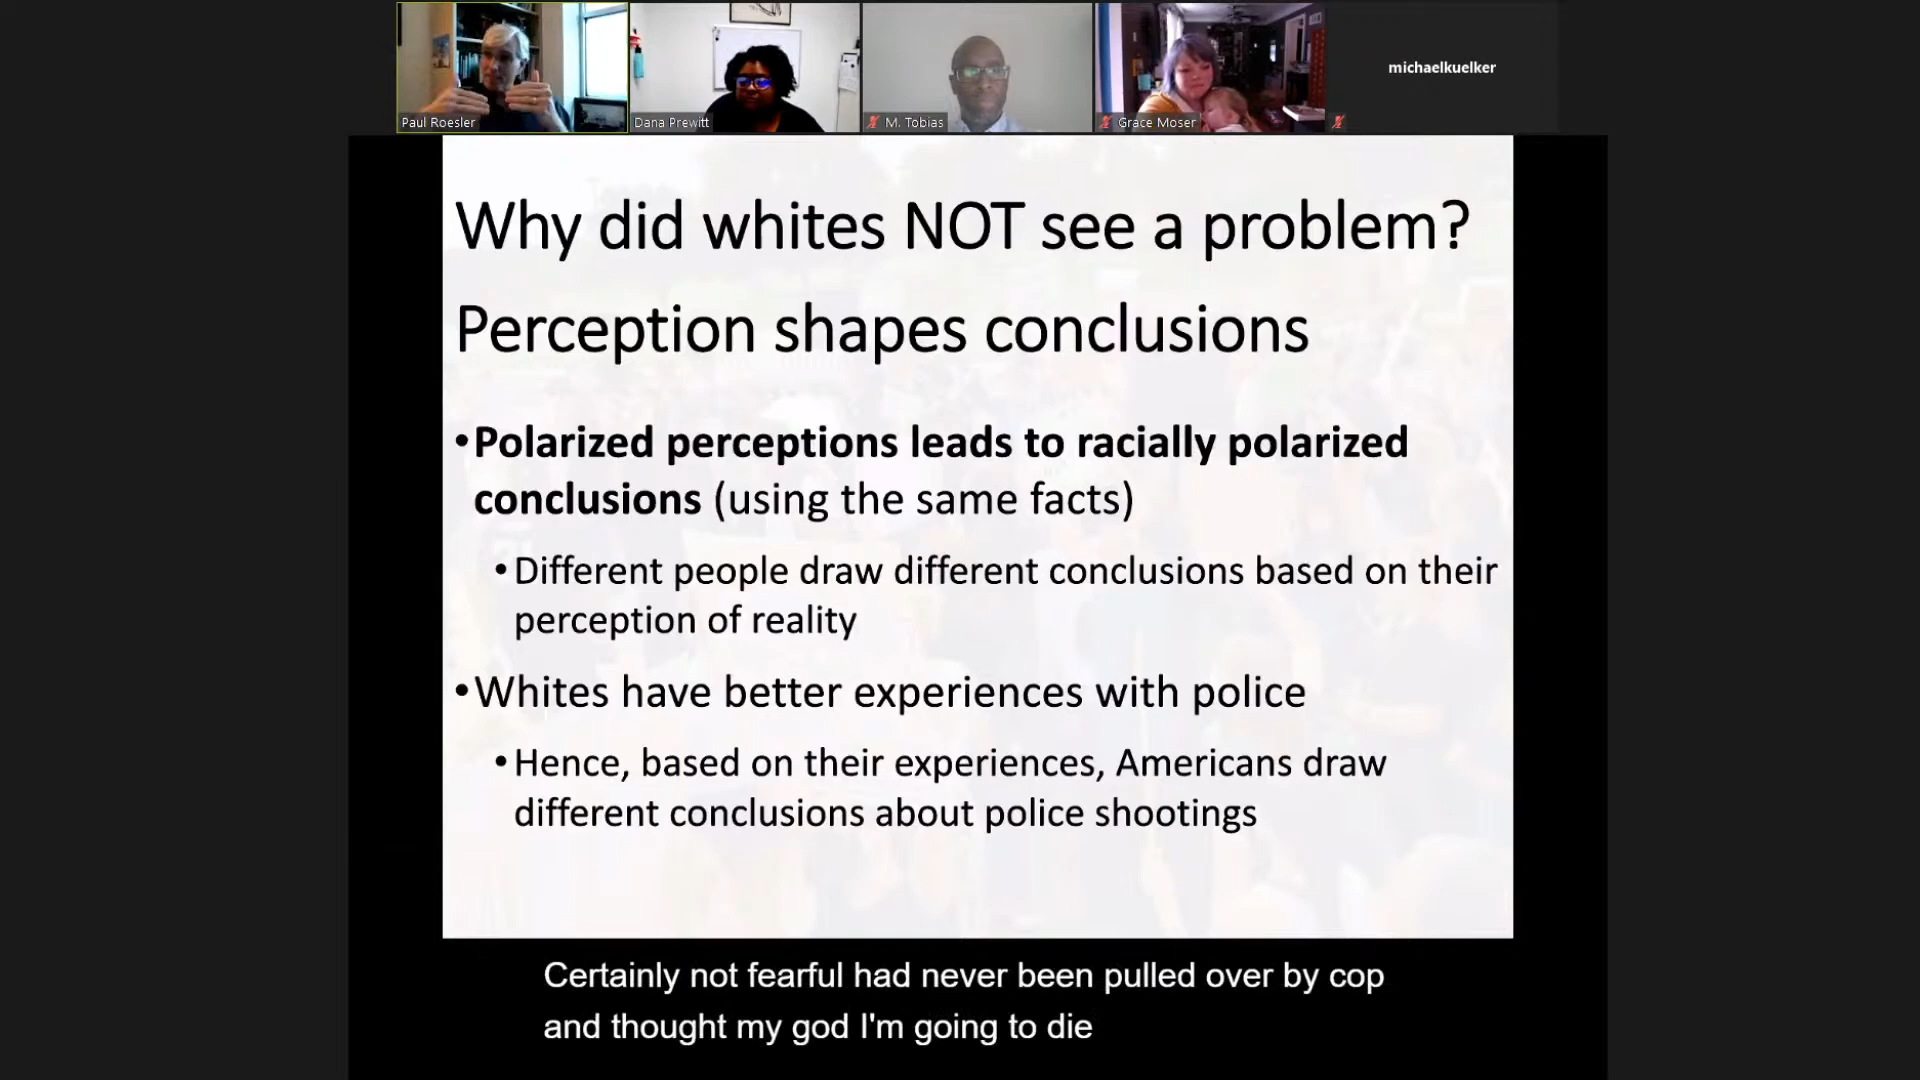 michaelkuelker
Paul Roesler
Dana Prewitt
M. Tobias
Grace Moser
Why did whites NOT see a problem?
Perception shapes conclusions
•Polarized perceptions leads to racially polarized
conclusions (using the same facts)
•Different people draw different conclusions based on their
perception of reality
•Whites have better experiences with police
•Hence, based on their experiences, Americans draw
different conclusions about police shootings
Certainly not fearful had never been pulled over by cop
and thought my god I'm going to die